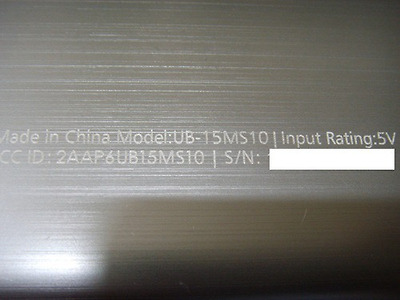 Made in China Model:UB-15MS10 | Input Rating:5V
CC ID: 2AAP6UB15MS10 | S/N: